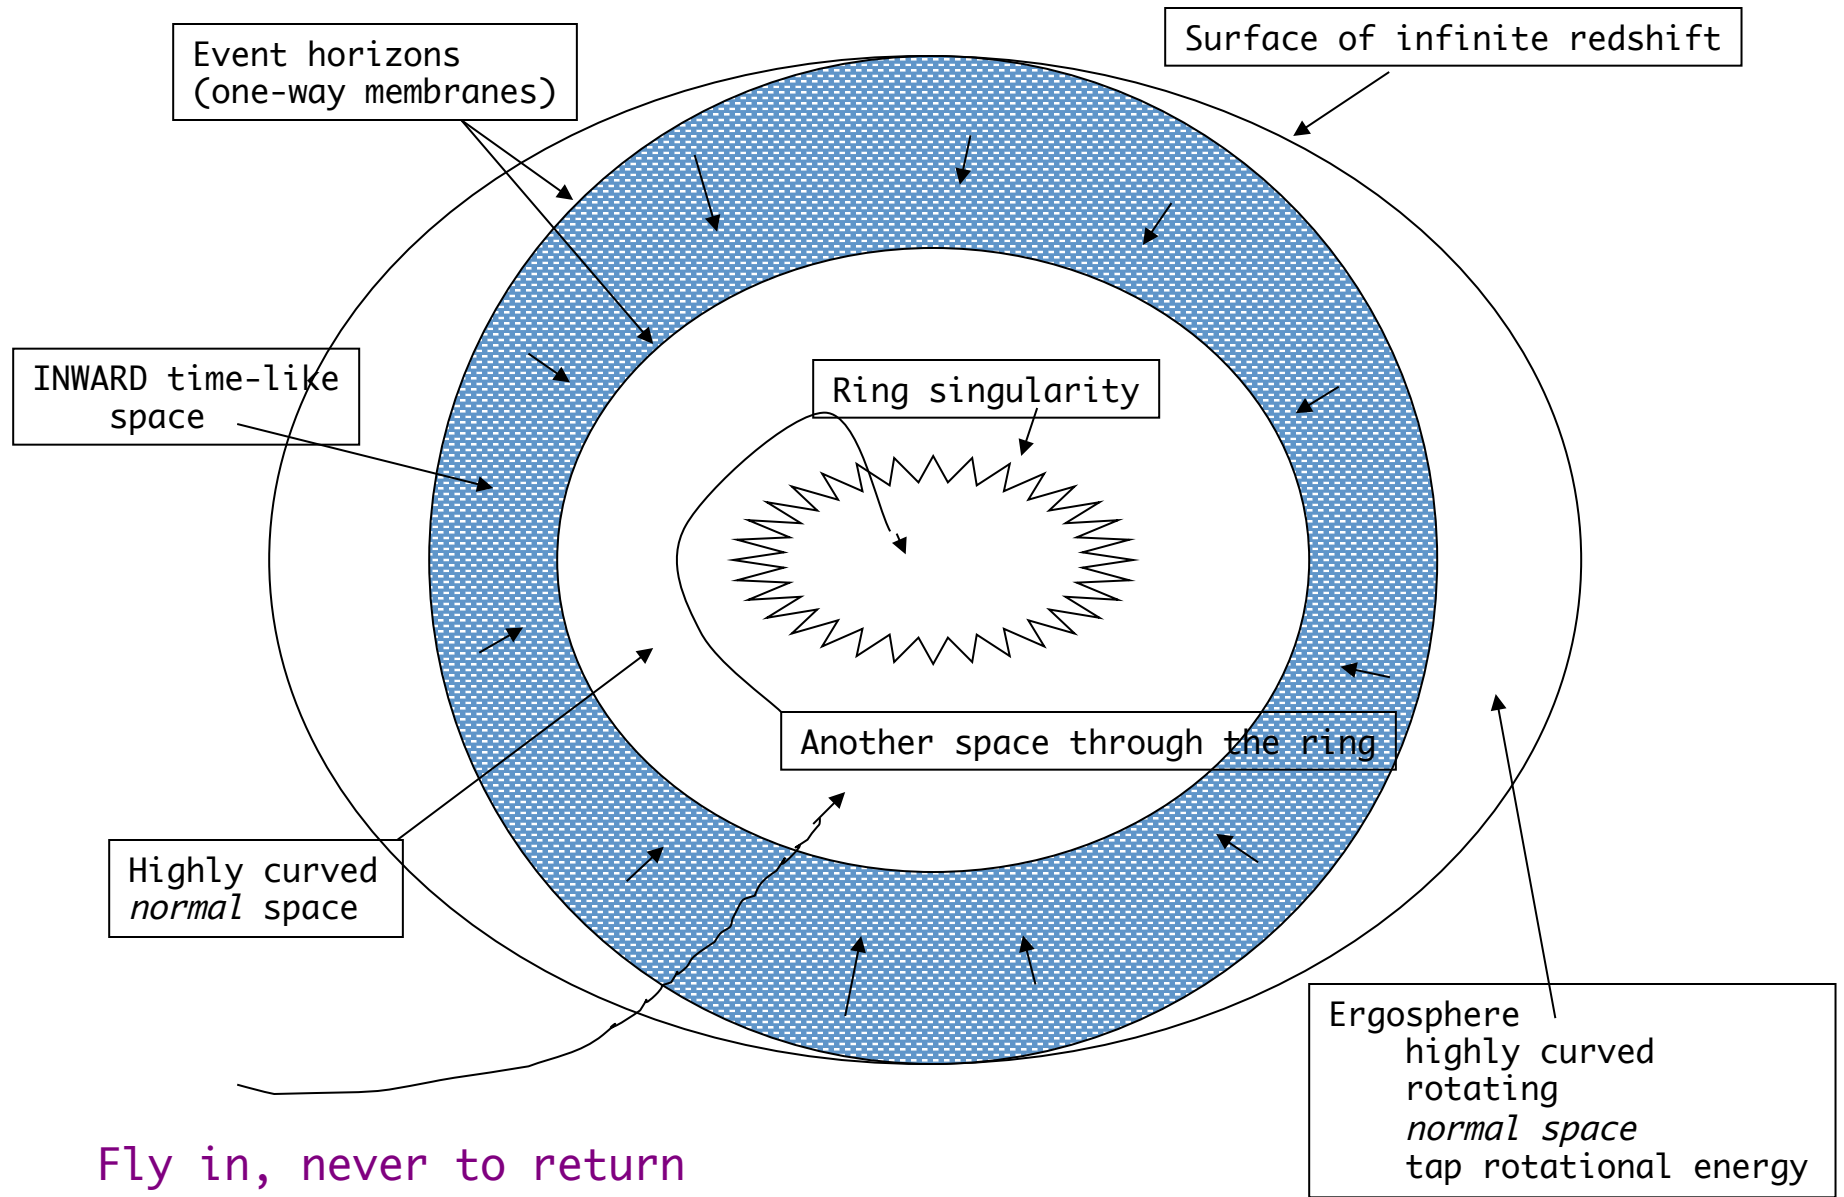 Event horizons
(one-way membranes)
Surface of infinite redshift
INWARD time-like
space
Ring singularity
Another space through the ring
Highly curved
normal space
Ergosphere
highly curved
rotating
normal space
tap rotational energy
Fly in, never to return